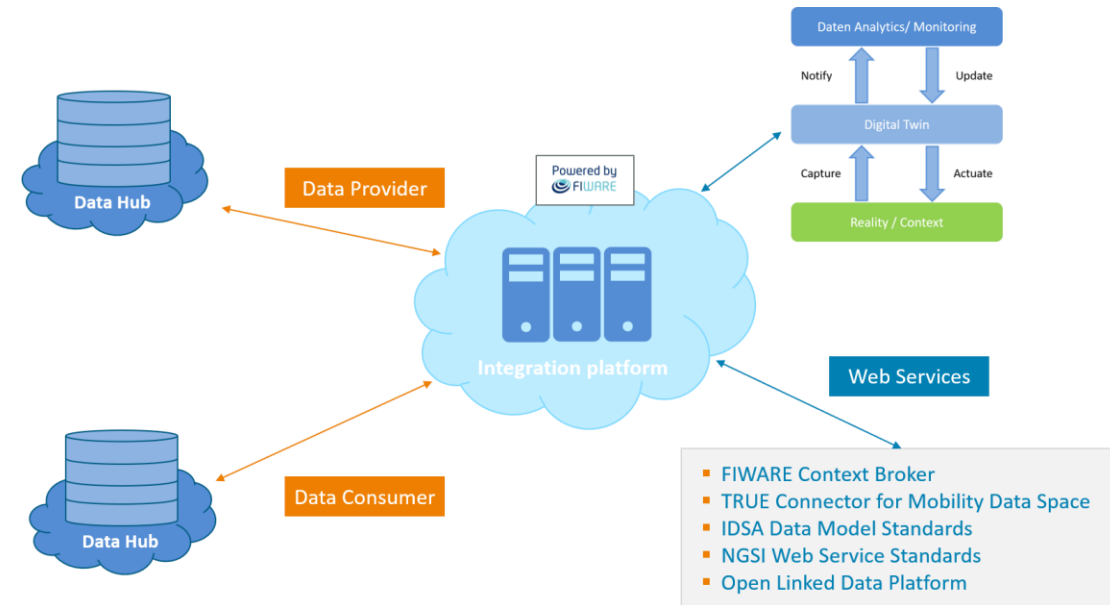 Daten Analytics/ Monitoring
Notify
Update
Digital Twin
Capture
Actuate
Reality / Context
Data Hub
Data Provider
Powered by
FIWARE
Integration platform
Web Services
Data Consumer
Data Hub
FIWARE Context Broker
TRUE Connector for Mobility Data Space
IDSA Data Model Standards
NGSI Web Service Standards
Open Linked Data Platform